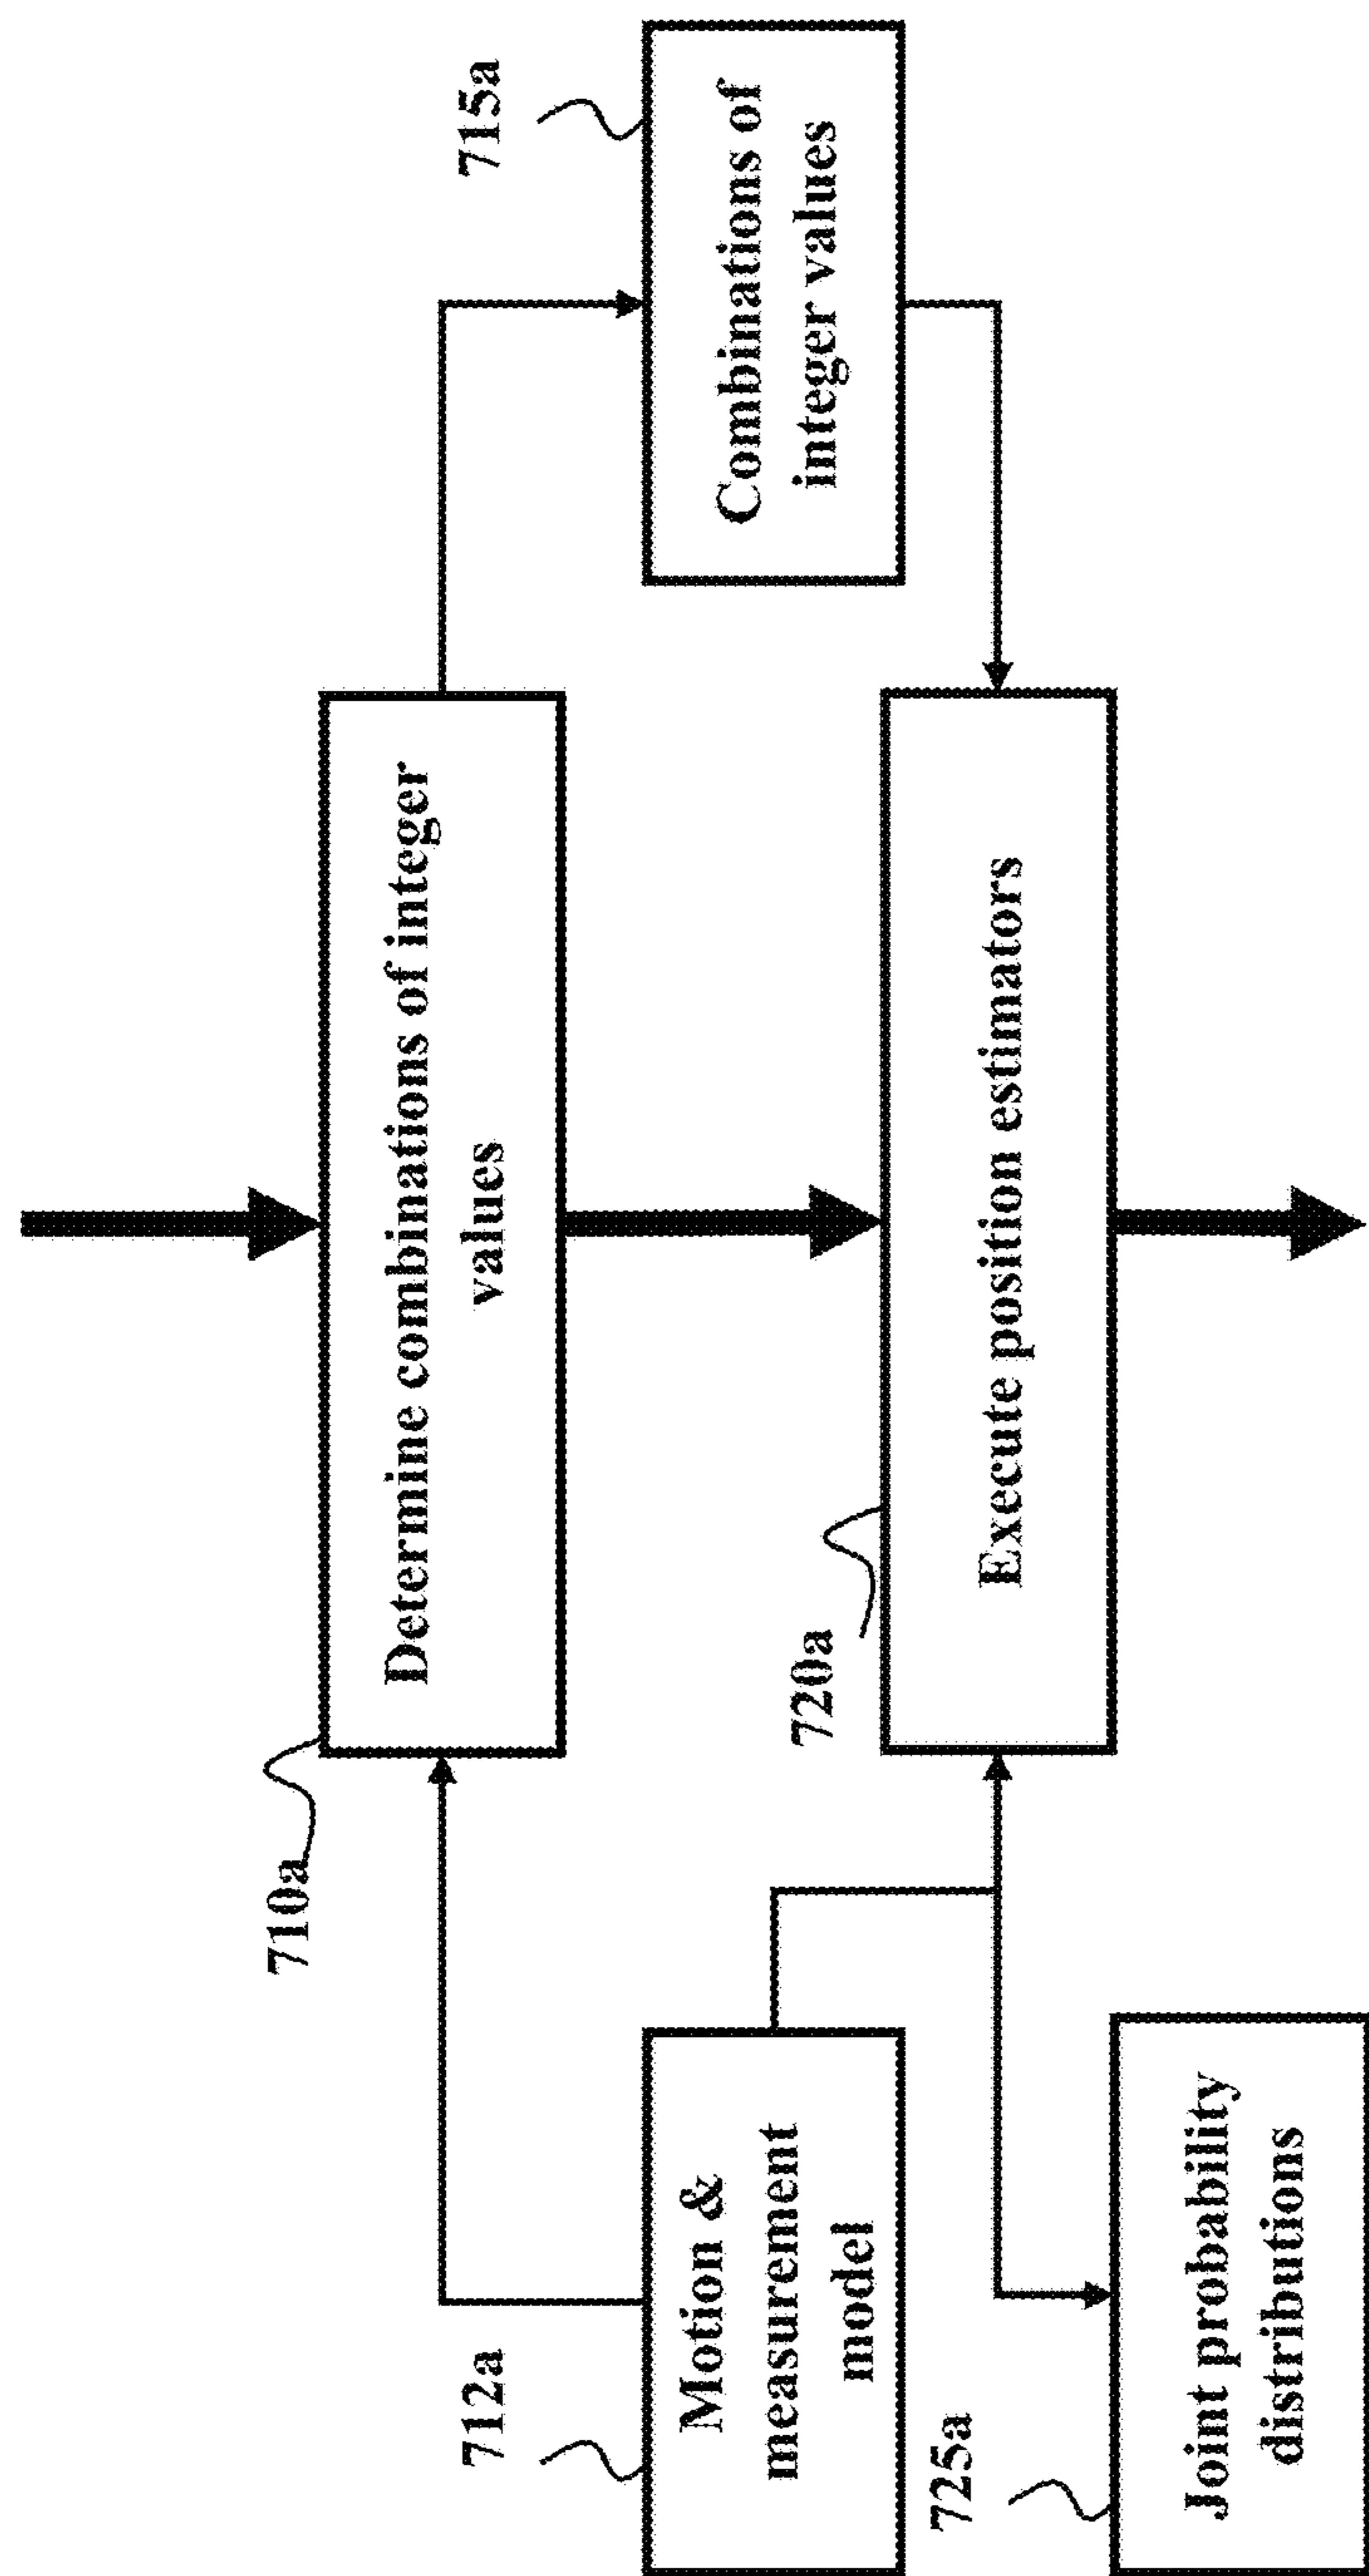 710a
Determine combinations of integer
values
712a
Motion &
measurement
model
715a
Combinations of
integer values
720a
Execute position estimators
725a
Joint probability
distributions